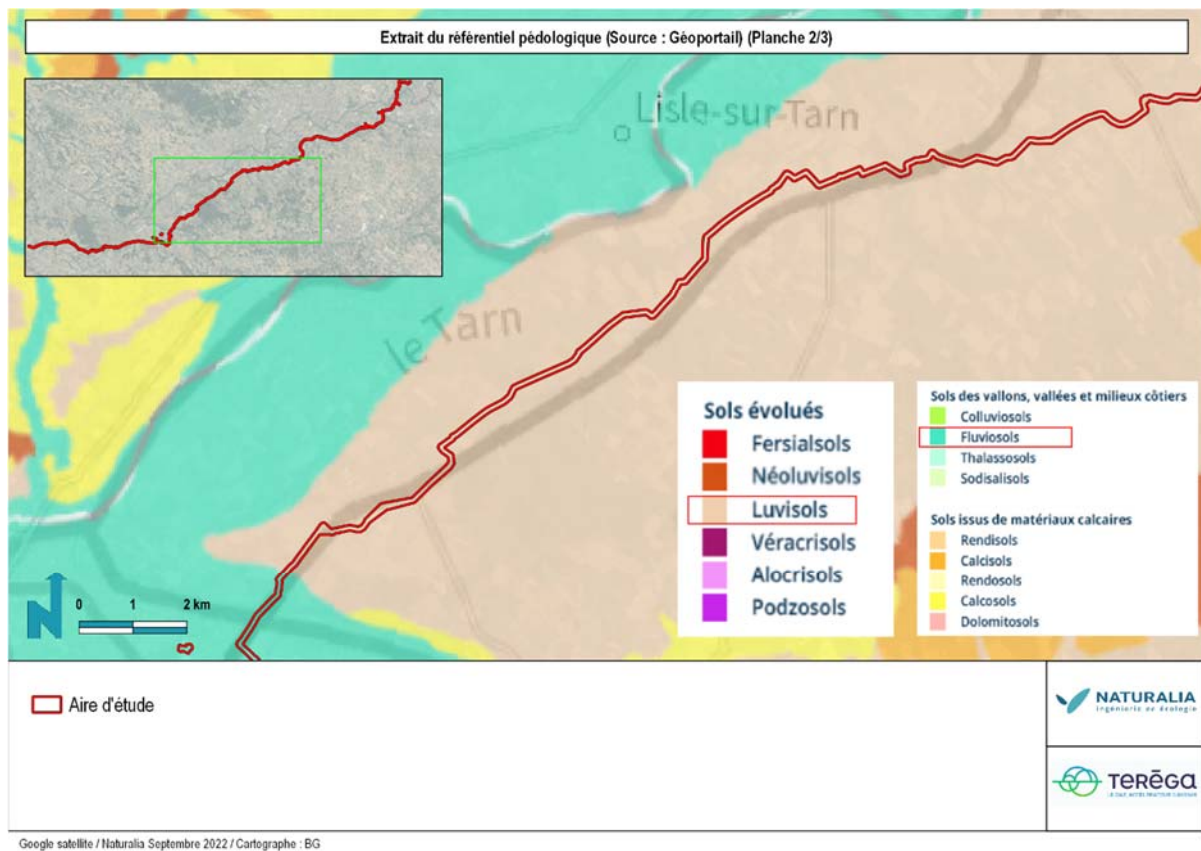 Extrait du référentiel pédologique (Source : Géoportail) (Planche 2/3)
Lisle-sur-Tarn
le Tarn
Sols évolués
Fersialsols
Néoluvisols
Luvisols
Véracrisols
Alocrisols
Podzosols
Sols des vallons, vallées et milieux côtiers
Colluviosols
Fluviosols
Thalassosols
Sodisalisols
Sols issus de matériaux calcaires
Rendisols
Calcisols
Rendosols
Calcosols
Dolomitosols
N
0 1 2 km
Aire d'étude
NATURALIA
Ingénierie en écologie
TERĒGA
Google satellite / Naturalia Septembre 2022 / Cartographe : BG